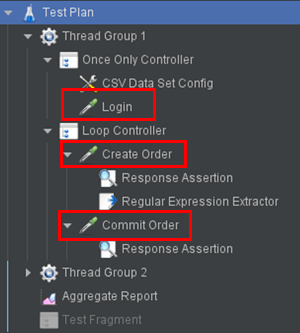 Test Plan
Thread Group 1
Once Only Controller
CSV Data Set Config
Login
Loop Controller
Create Order
Response Assertion
Regular Expression Extractor
Commit Order
Response Assertion
Thread Group 2
Aggregate Report
Test Fragment